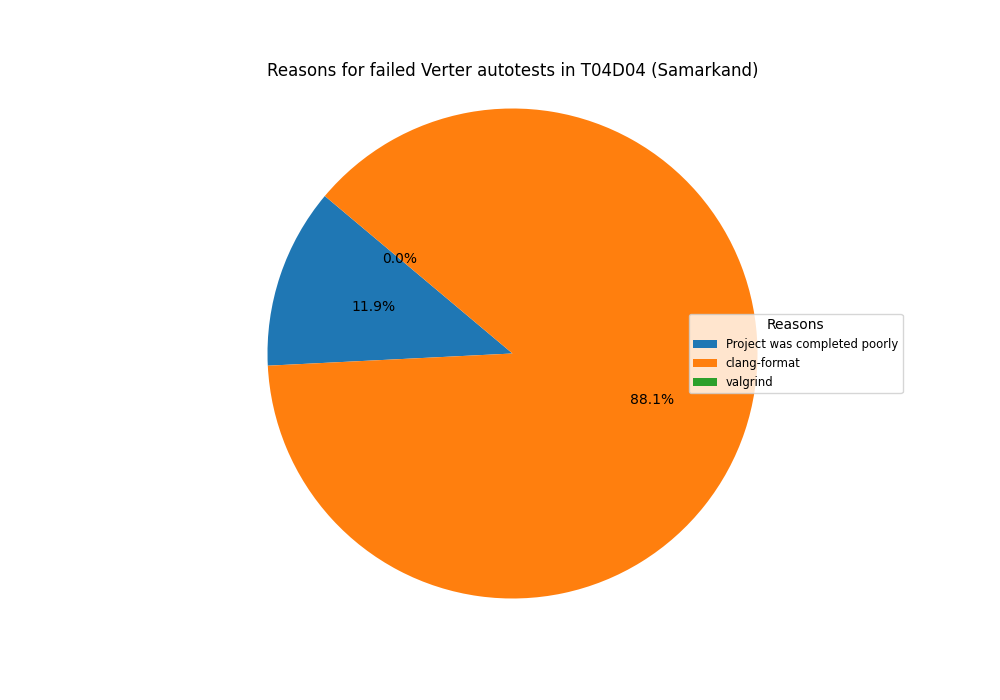 Reasons for failed Verter autotests in T04D04 (Samarkand)
0.0%
11.9%
88.1%
Reasons
Project was completed poorly
clang-format
valgrind